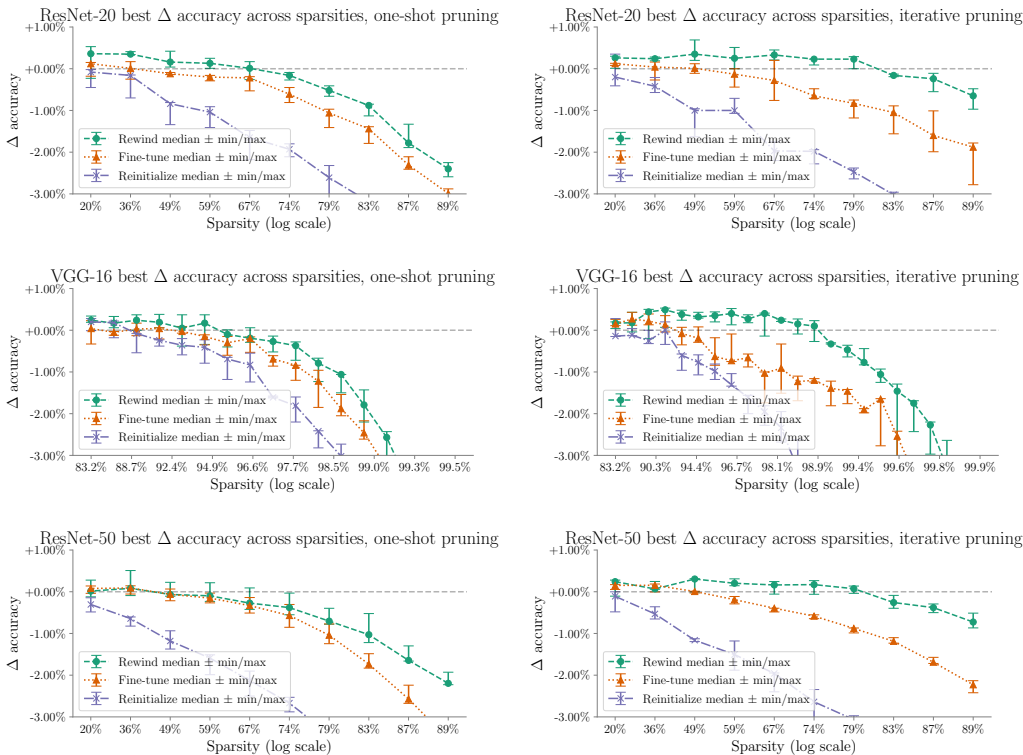 ResNet-20 best Δ accuracy across sparsities, one-shot pruning
+1.00%
+0.00%
-1.00%
-2.00%
-3.00%
Δ accuracy
Rewind median ± min/max
Fine-tune median ± min/max
Reinitialize median ± min/max
20% 36% 49% 59% 67% 74% 79% 83% 87% 89%
Sparsity (log scale)
ResNet-20 best Δ accuracy across sparsities, iterative pruning
+1.00%
+0.00%
-1.00%
-2.00%
-3.00%
Δ accuracy
Rewind median ± min/max
Fine-tune median ± min/max
Reinitialize median ± min/max
20% 36% 49% 59% 67% 74% 79% 83% 87% 89%
Sparsity (log scale)
VGG-16 best Δ accuracy across sparsities, one-shot pruning
+1.00%
+0.00%
-1.00%
-2.00%
-3.00%
Δ accuracy
Rewind median ± min/max
Fine-tune median ± min/max
Reinitialize median ± min/max
83.2% 88.7% 92.4% 94.9% 96.6% 97.7% 98.5% 99.0% 99.3% 99.5%
Sparsity (log scale)
VGG-16 best Δ accuracy across sparsities, iterative pruning
+1.00%
+0.00%
-1.00%
-2.00%
-3.00%
Δ accuracy
Rewind median ± min/max
Fine-tune median ± min/max
Reinitialize median ± min/max
83.2% 90.3% 94.4% 96.7% 98.1% 98.9% 99.4% 99.6% 99.8% 99.9%
Sparsity (log scale)
ResNet-50 best Δ accuracy across sparsities, one-shot pruning
+1.00%
+0.00%
-1.00%
-2.00%
-3.00%
Δ accuracy
Rewind median ± min/max
Fine-tune median ± min/max
Reinitialize median ± min/max
20% 36% 49% 59% 67% 74% 79% 83% 87% 89%
Sparsity (log scale)
ResNet-50 best Δ accuracy across sparsities, iterative pruning
+1.00%
+0.00%
-1.00%
-2.00%
-3.00%
Δ accuracy
Rewind median ± min/max
Fine-tune median ± min/max
Reinitialize median ± min/max
20% 36% 49% 59% 67% 74% 79% 83% 87% 89%
Sparsity (log scale)